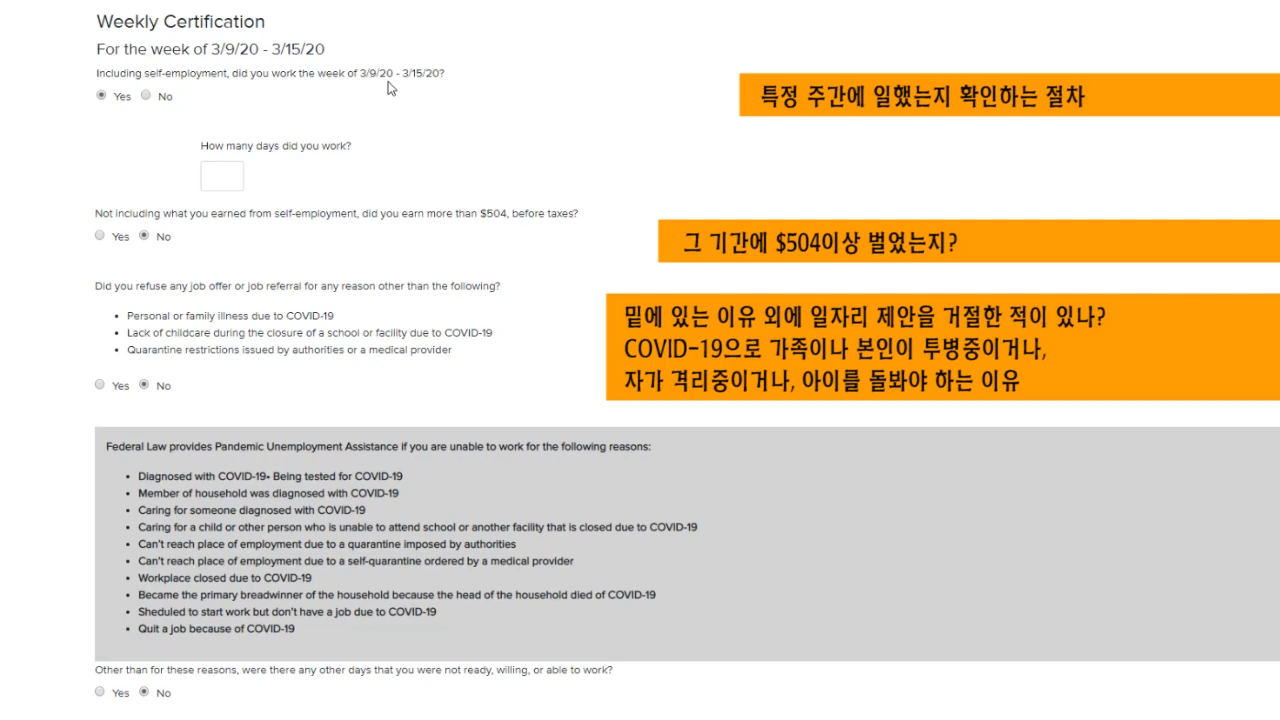 Weekly Certification
For the week of 3/9/20 - 3/15/20
Including self-employment, did you work the week of 3/9/20 - 3/15/20?
Yes No
특정 주간에 일했는지 확인하는 절차
How many days did you work?
Not including what you earned from self-employment, did you earn more than $504, before taxes?
Yes No
그 기간에 $504이상 벌었는지?
Did you refuse any job offer or job referral for any reason other than the following?
• Personal or family illness due to COVID-19
• Lack of childcare during the closure of a school or facility due to COVID-19
• Quarantine restrictions issued by authorities or a medical provider
Yes No
밑에 있는 이유 외에 일자리 제안을 거절한 적이 있나?
COVID-19으로 가족이나 본인이 투병중이거나,
자가 격리중이거나, 아이를 돌봐야 하는 이유
Federal Law provides Pandemic Unemployment Assistance if you are unable to work for the following reasons:
• Diagnosed with COVID-19• Being tested for COVID-19
• Member of household was diagnosed with COVID-19
• Caring for someone diagnosed with COVID-19
• Caring for a child or other person who is unable to attend school or another facility that is closed due to COVID-19
• Can't reach place of employment due to a quarantine imposed by authorities
• Can't reach place of employment due to a self-quarantine ordered by a medical provider
• Workplace closed due to COVID-19
• Became the primary breadwinner of the household because the head of the household died of COVID-19
• Sheduled to start work but don't have a job due to COVID-19
• Quit a job because of COVID-19
Other than for these reasons, were there any other days that you were not ready, willing, or able to work?
Yes No